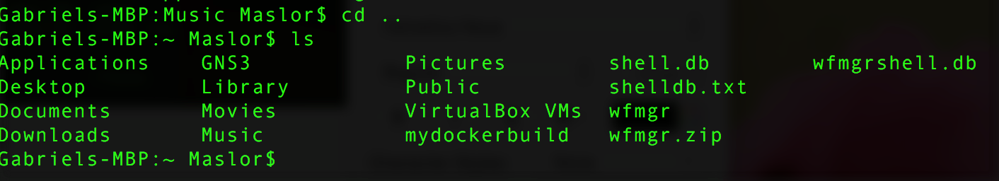 Gabriels-MBP:Music Maslor$ cd ..
Gabriels-MBP:~ Maslor$ ls
Applications GNS3 Pictures shell.db wfmgrshell.db
Desktop Library Public shelldb.txt
Documents Movies VirtualBox VMs wfmgr
Downloads Music mydockerbuild wfmgr.zip
Gabriels-MBP:~ Maslor$